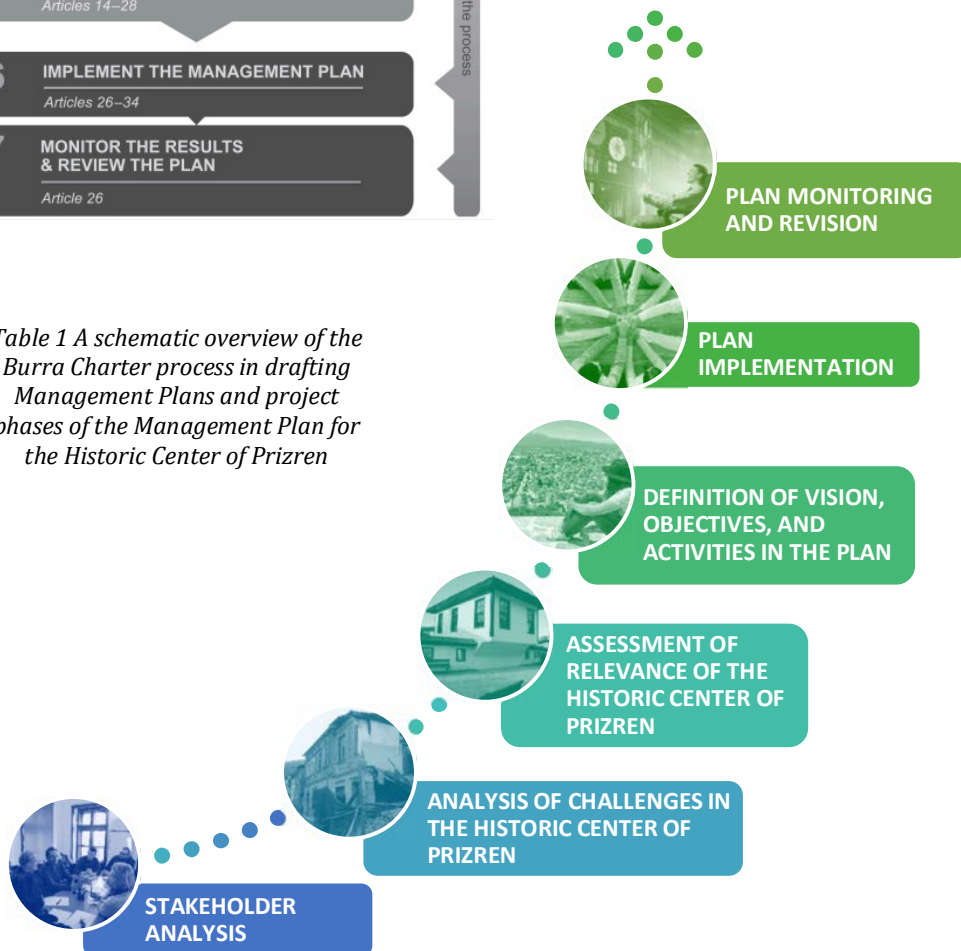 Articles 14–28
the process
6
IMPLEMENT THE MANAGEMENT PLAN
Articles 26–34
7
MONITOR THE RESULTS
& REVIEW THE PLAN
Article 26
Table 1 A schematic overview of the
Burra Charter process in drafting
Management Plans and project
phases of the Management Plan for
the Historic Center of Prizren
PLAN MONITORING
AND REVISION
PLAN
IMPLEMENTATION
DEFINITION OF VISION,
OBJECTIVES, AND
ACTIVITIES IN THE PLAN
ASSESSMENT OF
RELEVANCE OF THE
HISTORIC CENTER OF
PRIZREN
ANALYSIS OF CHALLENGES IN
THE HISTORIC CENTER OF
PRIZREN
STAKEHOLDER
ANALYSIS